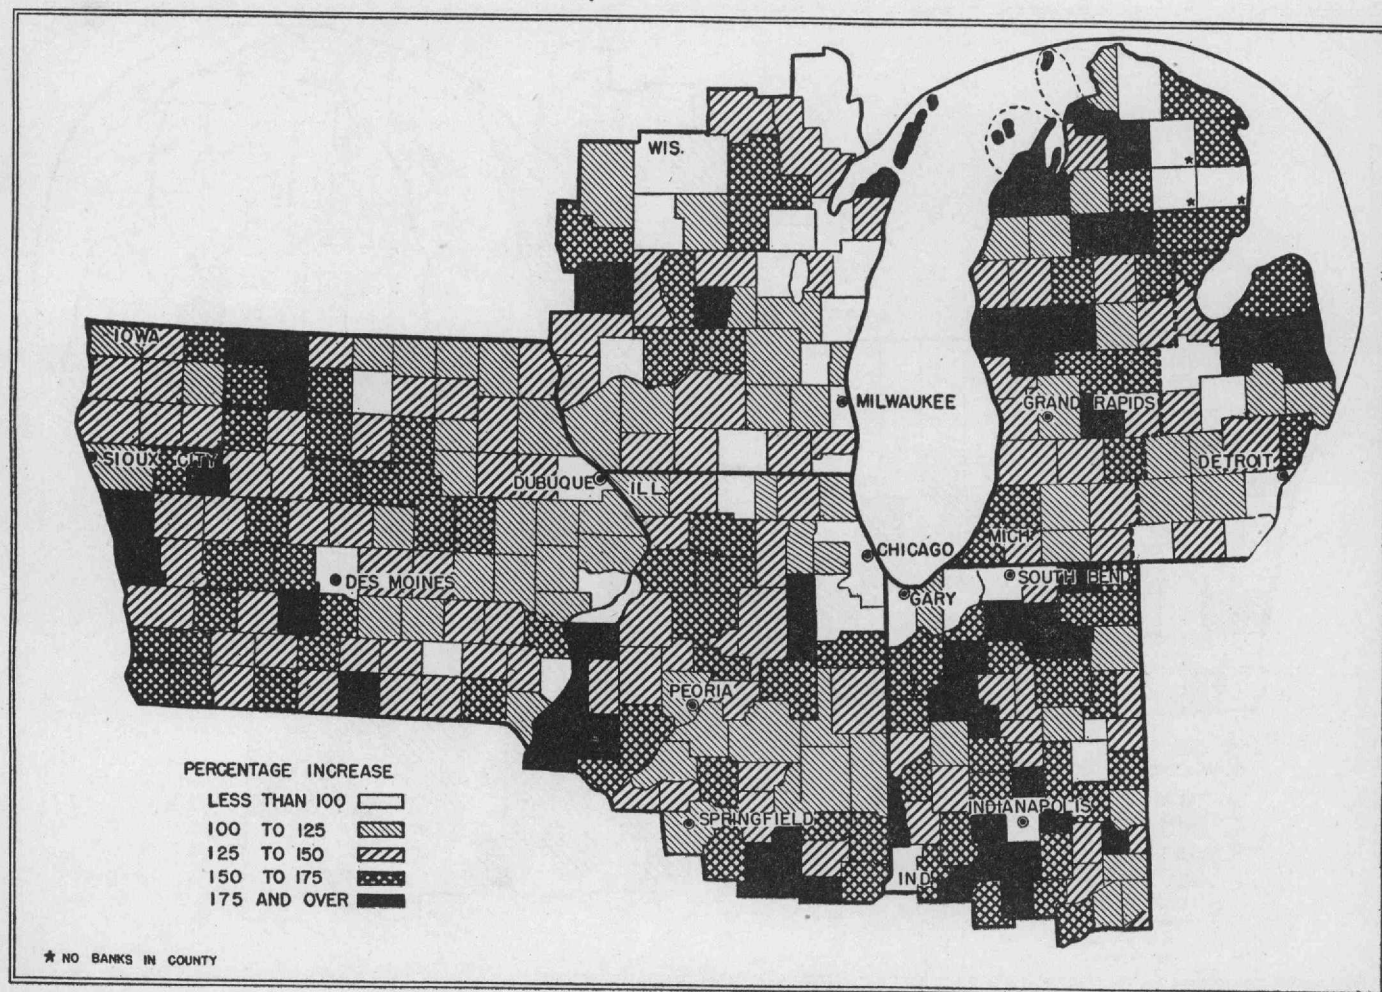 WIS.
IOWA
MILWAUKEE
GRAND RAPIDS
SIOUX CITY
DETROIT
DUBUQUE
ILL.
MICH.
CHICAGO
DES MOINES
SOUTH BEND
GARY
PEORIA
PERCENTAGE INCREASE
LESS THAN 100
100 TO 125
125 TO 150
150 TO 175
175 AND OVER
INDIANAPOLIS
SPRINGFIELD
IND.
* NO BANKS IN COUNTY